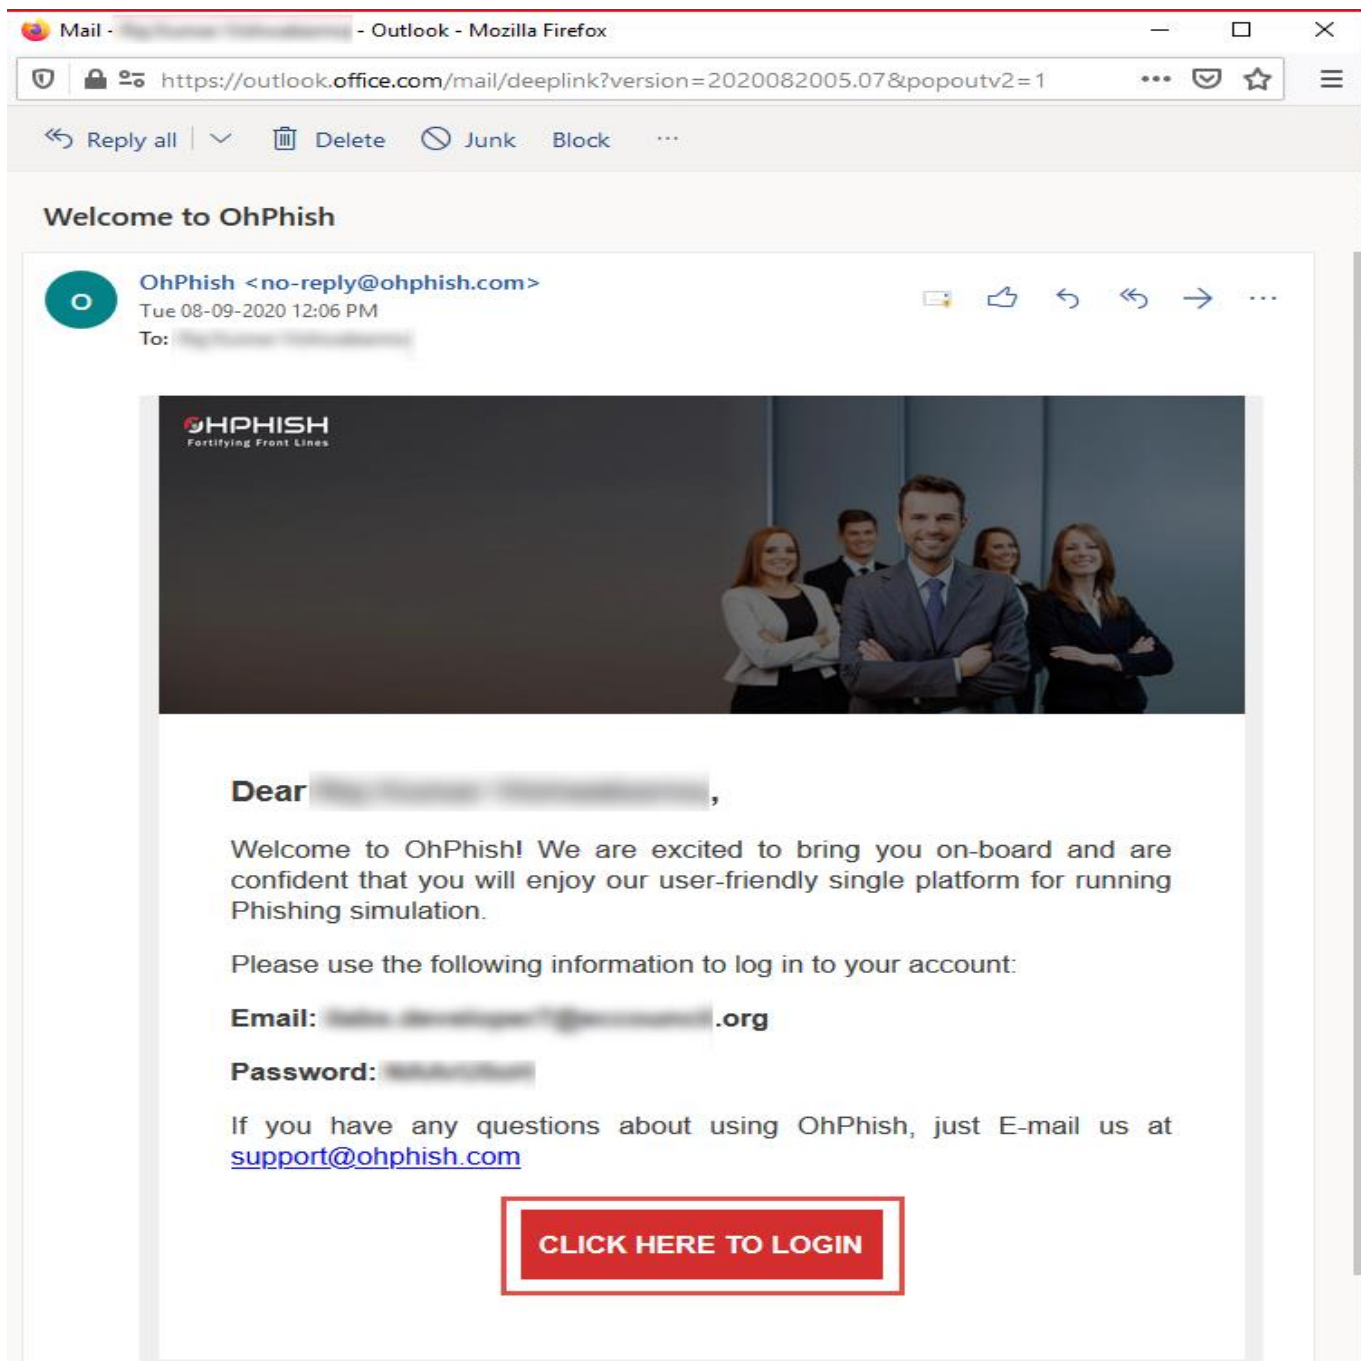 Mail - - Outlook - Mozilla Firefox
https://outlook.office.com/mail/deeplink?version=2020082005.07&popoutv2=1
Reply all Delete Junk Block
Welcome to OhPhish
O
OhPhish <no-reply@ohphish.com>
Tue 08-09-2020 12:06 PM
To:
OHPHISH
Fortifying Front Lines
Dear ,
Welcome to OhPhish! We are excited to bring you on-board and are
confident that you will enjoy our user-friendly single platform for running
Phishing simulation.
Please use the following information to log in to your account:
Email: .org
Password:
If you have any questions about using OhPhish, just E-mail us at
support@ohphish.com
CLICK HERE TO LOGIN